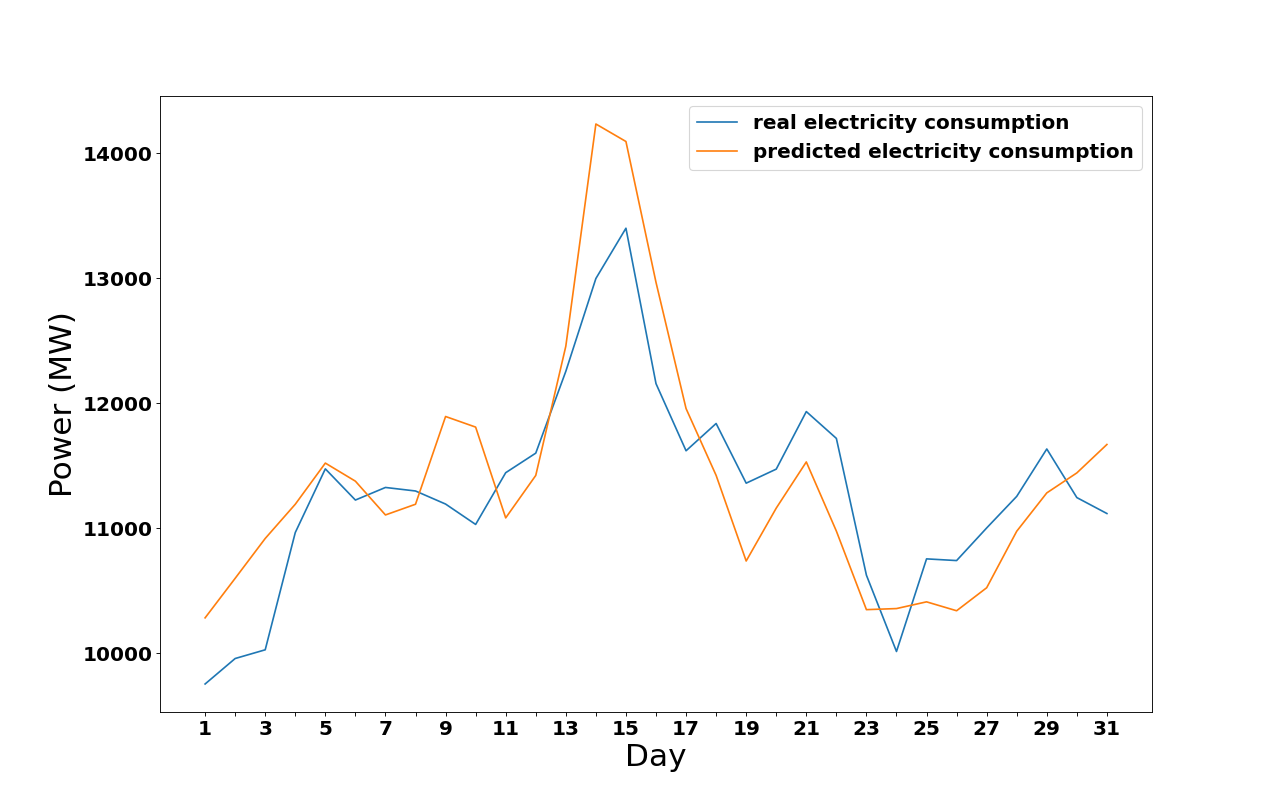 real electricity consumption
predicted electricity consumption
14000
13000
12000
11000
10000
Power (MW)
1 3 5 7 9 11 13 15 17 19 21 23 25 27 29 31
Day